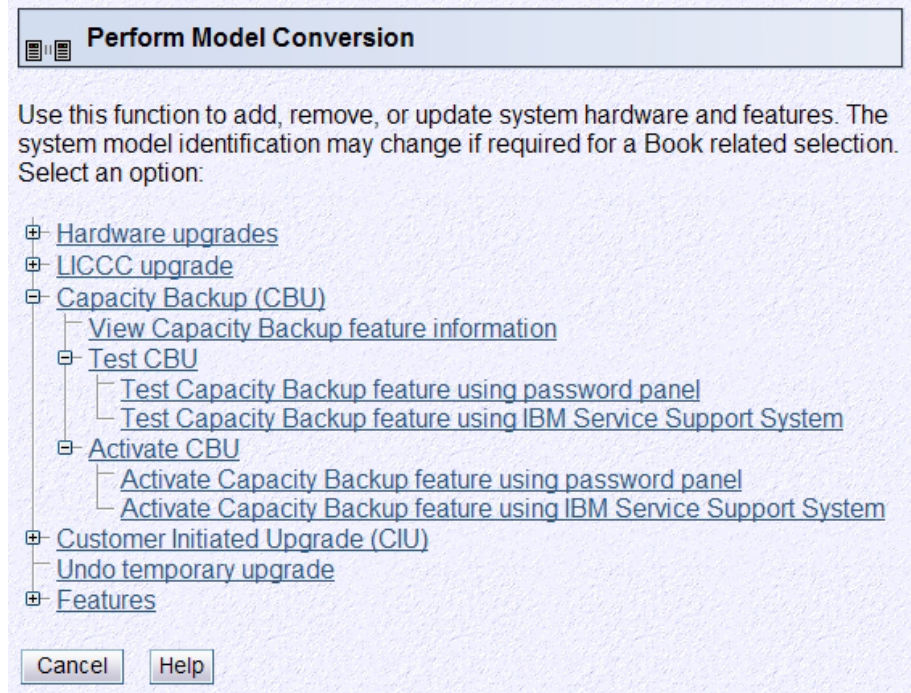 Perform Model Conversion
Use this function to add, remove, or update system hardware and features. The
system model identification may change if required for a Book related selection.
Select an option:
Hardware upgrades
LICCC upgrade
Capacity Backup (CBU)
View Capacity Backup feature information
Test CBU
Test Capacity Backup feature using password panel
Test Capacity Backup feature using IBM Service Support System
Activate CBU
Activate Capacity Backup feature using password panel
Activate Capacity Backup feature using IBM Service Support System
Customer Initiated Upgrade (CIU)
Undo temporary upgrade
Features
Cancel Help